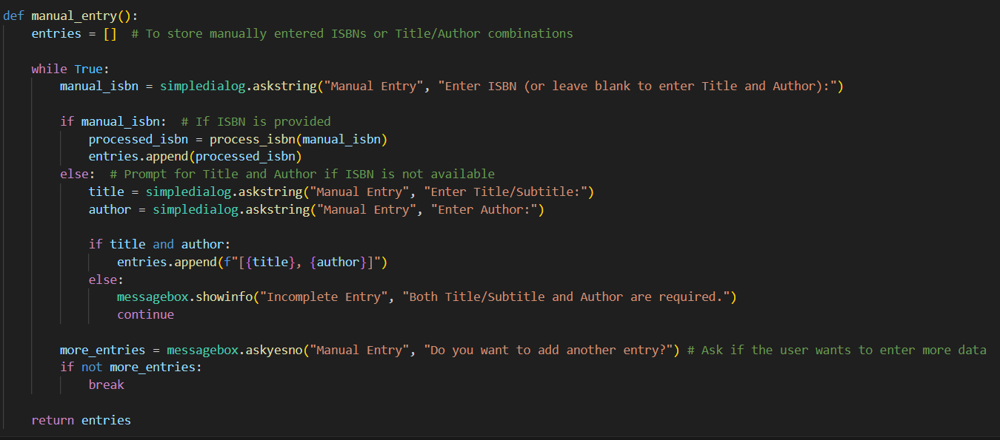 def manual_entry():
    entries = []  # To store manually entered ISBNs or Title/Author combinations

    while True:
        manual_isbn = simpledialog.askstring("Manual Entry", "Enter ISBN (or leave blank to enter Title and Author):")

        if manual_isbn:  # If ISBN is provided
            processed_isbn = process_isbn(manual_isbn)
            entries.append(processed_isbn)
        else:  # Prompt for Title and Author if ISBN is not available
            title = simpledialog.askstring("Manual Entry", "Enter Title/Subtitle:")
            author = simpledialog.askstring("Manual Entry", "Enter Author:")

            if title and author:
                entries.append(f"[{title}, {author}]")
            else:
                messagebox.showinfo("Incomplete Entry", "Both Title/Subtitle and Author are required.")
                continue

        more_entries = messagebox.askyesno("Manual Entry", "Do you want to add another entry?") # Ask if the user wants to enter more data
        if not more_entries:
            break

    return entries